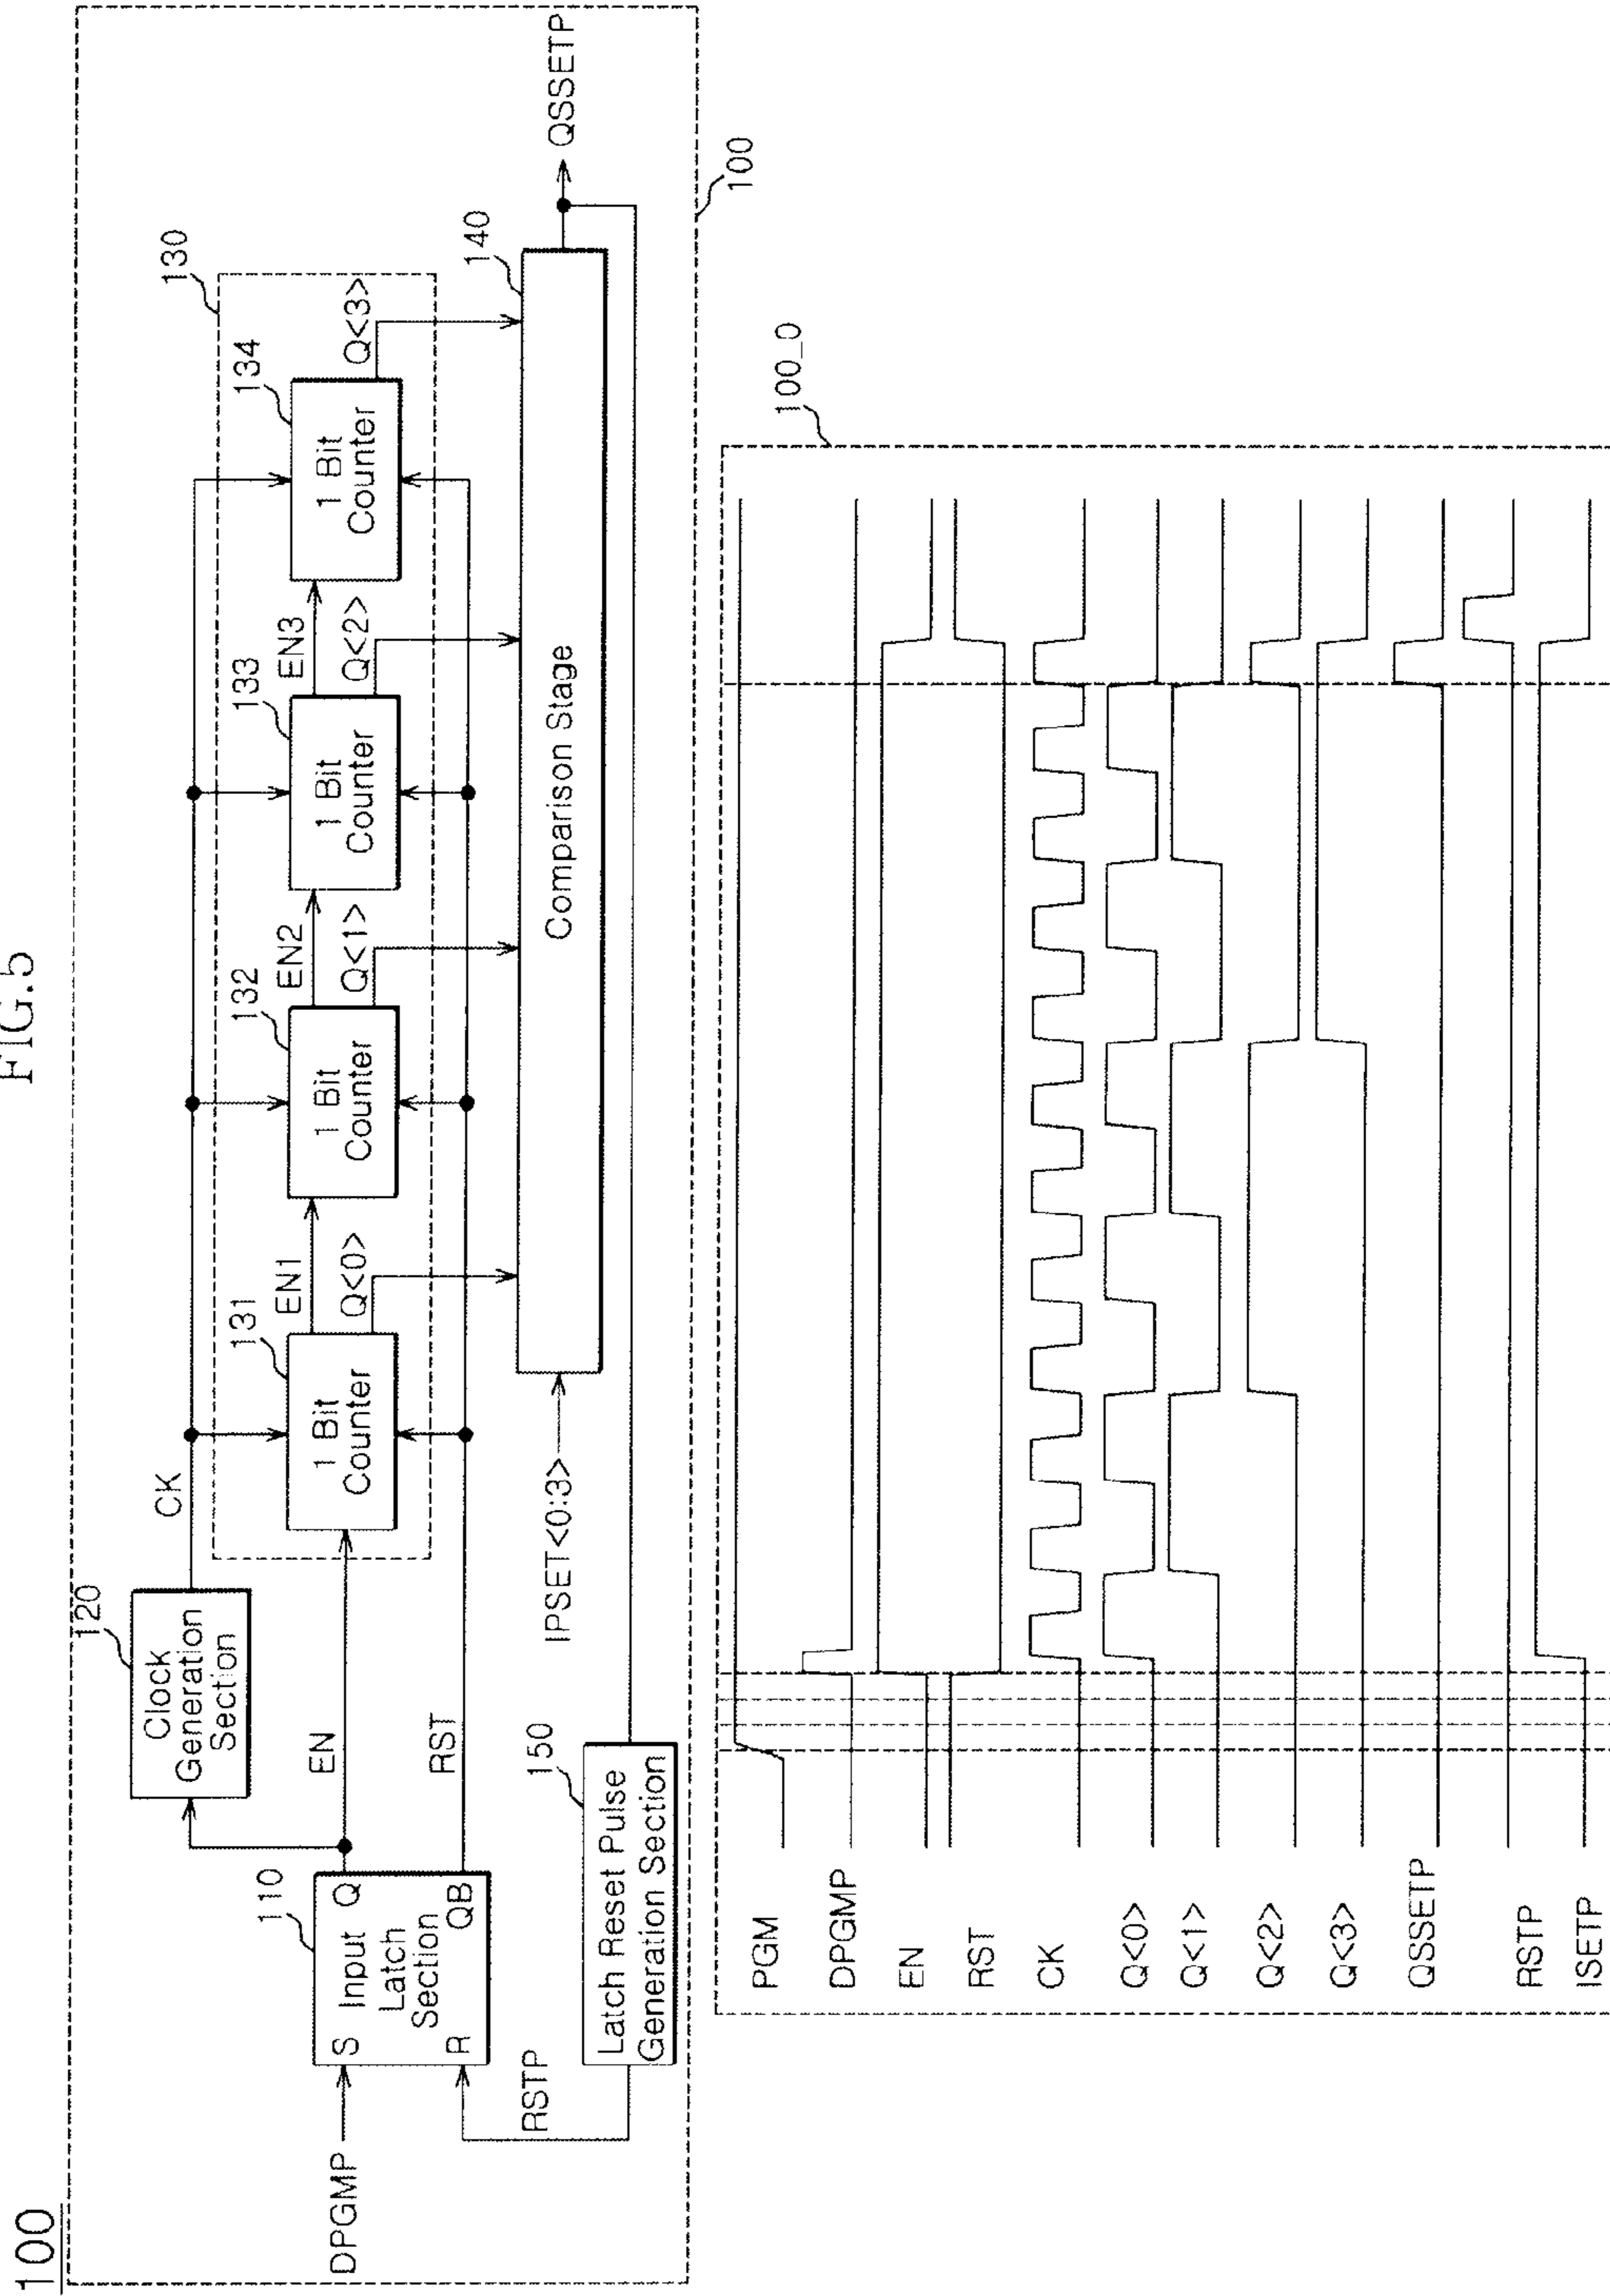 FIG.5
100
DPGMP
S
Q
R
QB
Input
Latch
Section
110
EN
RST
RSTP
Clock
Generation
Section
120
CK
130
1 Bit
Counter
131
EN1
Q<0>
1 Bit
Counter
132
EN2
Q<1>
1 Bit
Counter
133
EN3
Q<2>
1 Bit
Counter
134
Q<3>
IPSET<0:3>
Comparison Stage
140
QSSETP
Latch Reset Pulse
Generation Section
150
100
100_0
PGM
DPGMP
EN
RST
CK
Q<0>
Q<1>
Q<2>
Q<3>
QSSETP
RSTP
ISETP